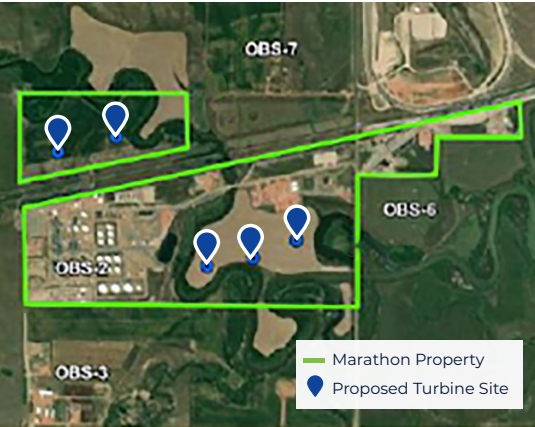 OBS-7
OBS-6
OBS-2
OBS-3
Marathon Property
Proposed Turbine Site